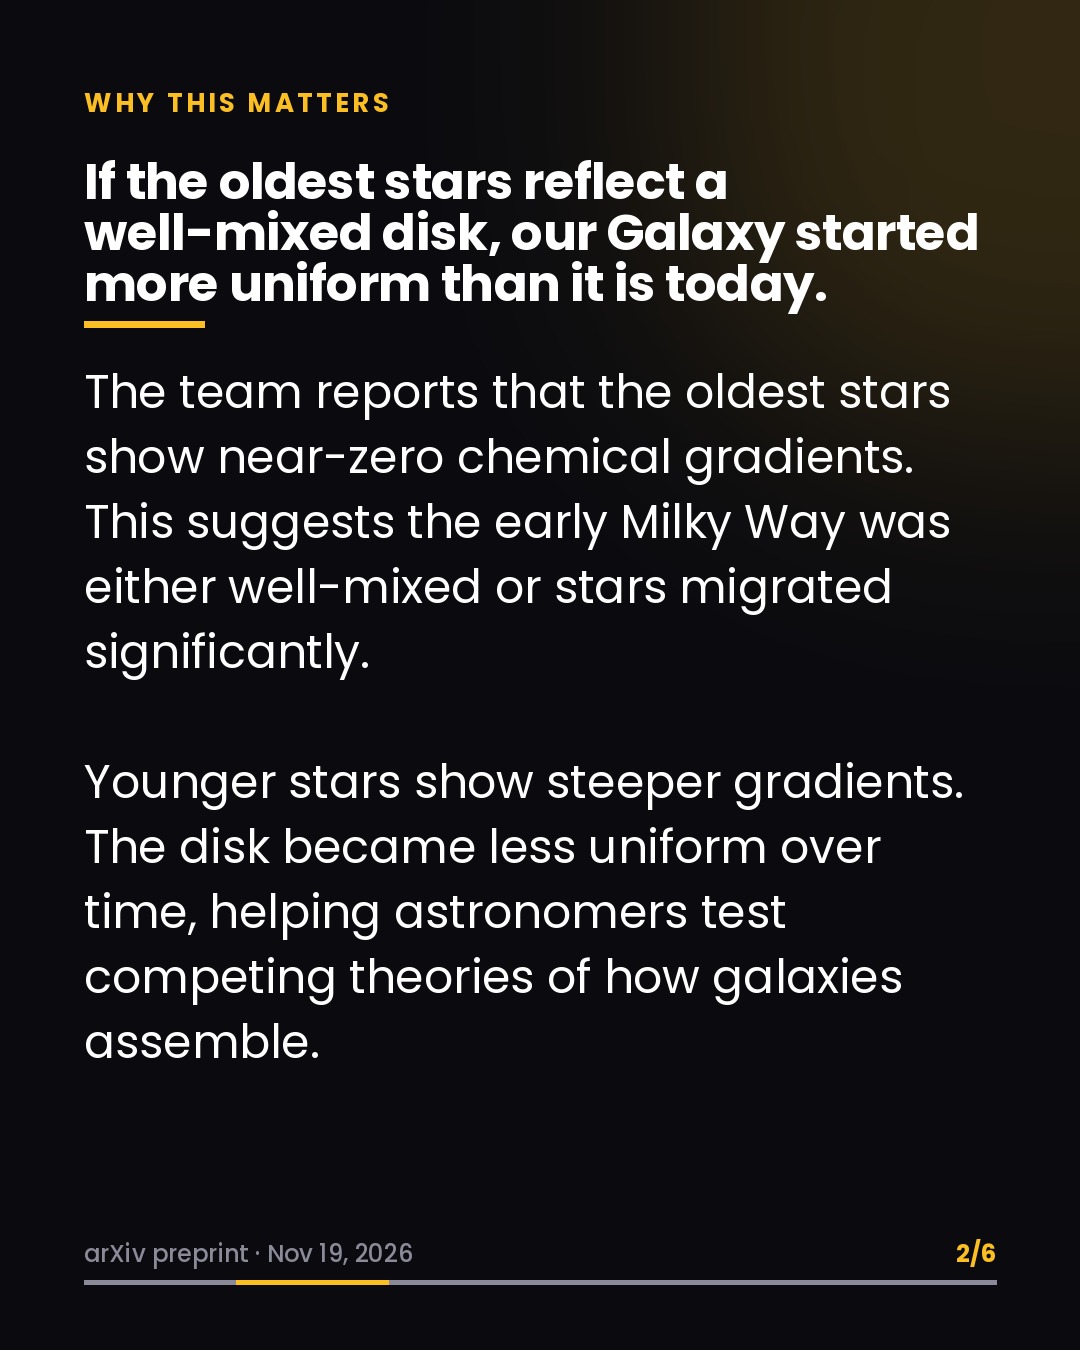 WHY THIS MATTERS
If the oldest stars reflect a
well-mixed disk, our Galaxy started
more uniform than it is today.
The team reports that the oldest stars
show near-zero chemical gradients.
This suggests the early Milky Way was
either well-mixed or stars migrated
significantly.
Younger stars show steeper gradients.
The disk became less uniform over
time, helping astronomers test
competing theories of how galaxies
assemble.
arXiv preprint · Nov 19, 2026
2/6